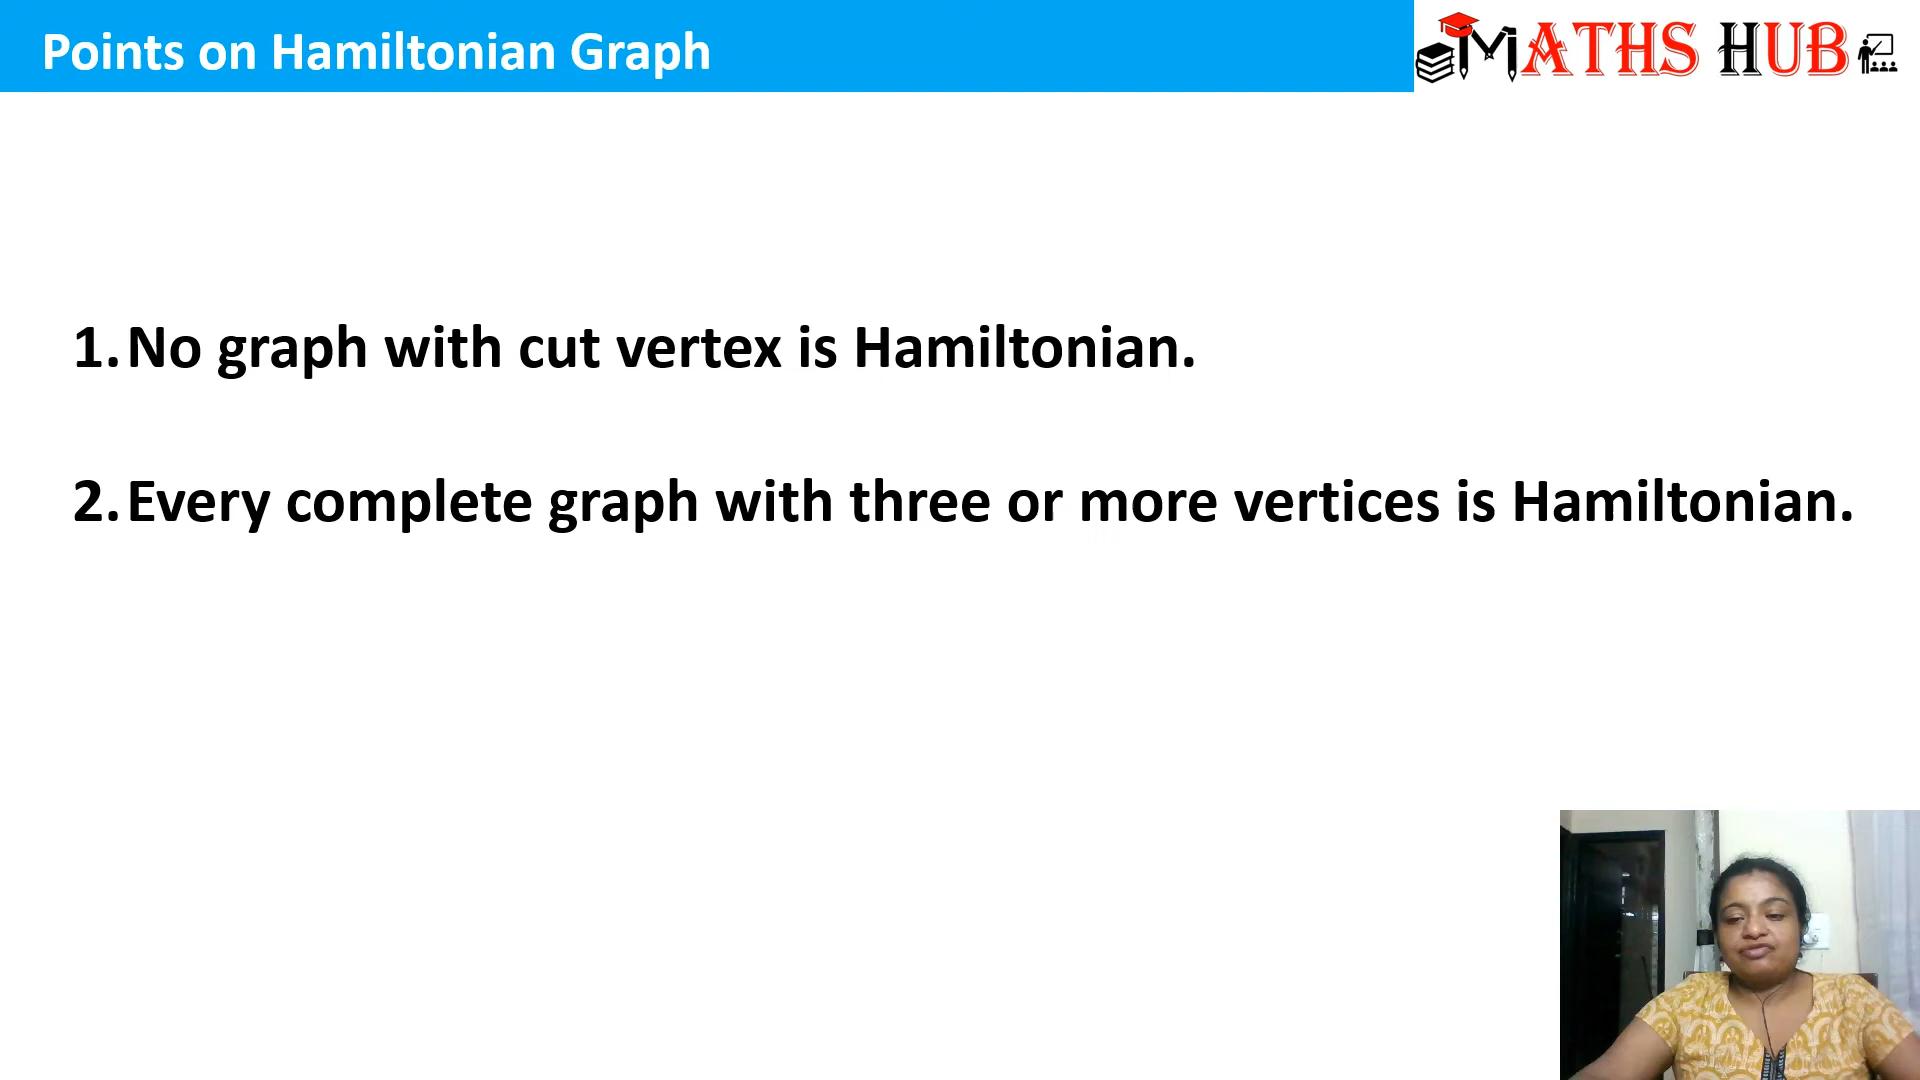 Points on Hamiltonian Graph
MATHS HUB
1. No graph with cut vertex is Hamiltonian.
2. Every complete graph with three or more vertices is Hamiltonian.